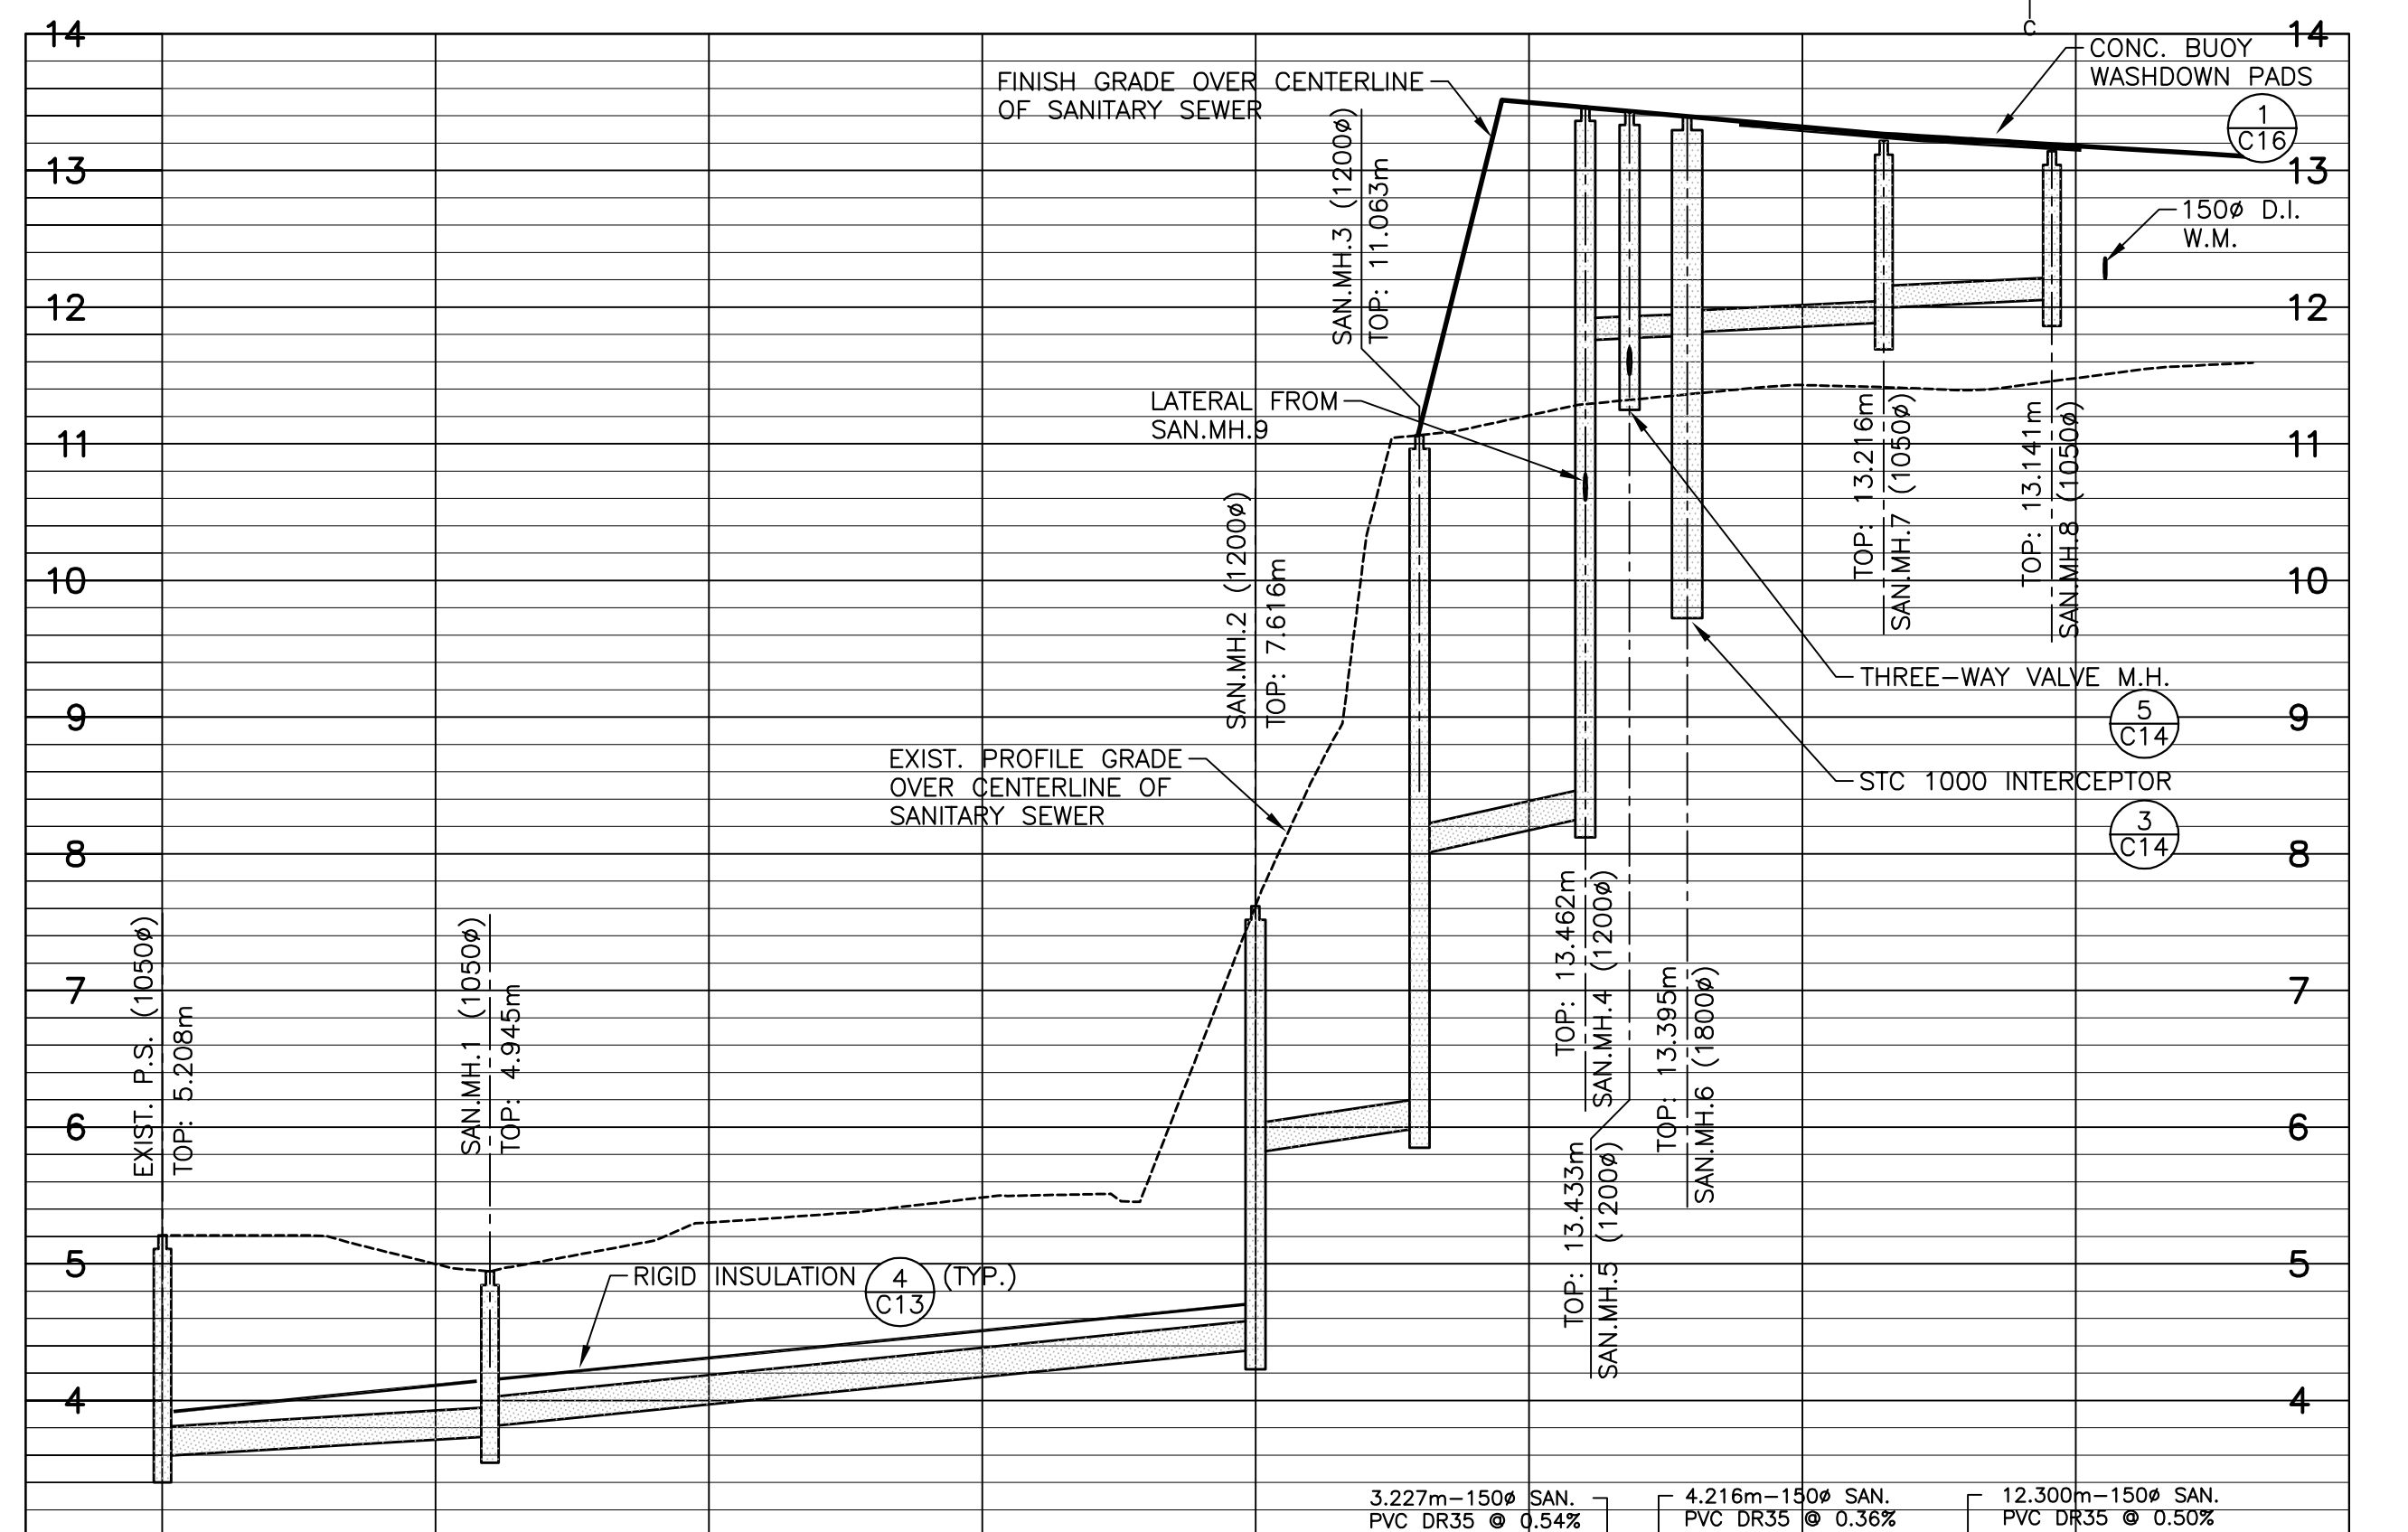 C
14
14
CONC. BUOY
WASHDOWN PADS
FINISH GRADE OVER CENTERLINE
OF SANITARY SEWER
1
C16
13
13
SAN.MH.3 (1200ø)
TOP: 11.063m
150ø D.I.
W.M.
12
12
LATERAL FROM
SAN.MH.9
11
11
TOP: 13.216m
SAN.MH.7 (1050ø)
TOP: 13.141m
SAN.MH.8 (1050ø)
10
10
SAN.MH.2 (1200ø)
TOP: 7.616m
THREE-WAY VALVE M.H.
5
C14
9
9
EXIST. PROFILE GRADE
OVER CENTERLINE OF
SANITARY SEWER
STC 1000 INTERCEPTOR
3
C14
8
8
EXIST. P.S. (1050ø)
TOP: 5.208m
SAN.MH.1 (1050ø)
TOP: 4.945m
TOP: 13.462m
SAN.MH.4 (1200ø)
TOP: 13.395m
SAN.MH.6 (1800ø)
7
7
6
6
TOP: 13.433m
SAN.MH.5 (1200ø)
5
5
RIGID INSULATION
4
C13
(TYP.)
4
4
3.227m-150ø SAN.
PVC DR35 @ 0.54%
4.216m-150ø SAN.
PVC DR35 @ 0.36%
12.300m-150ø SAN.
PVC DR35 @ 0.50%